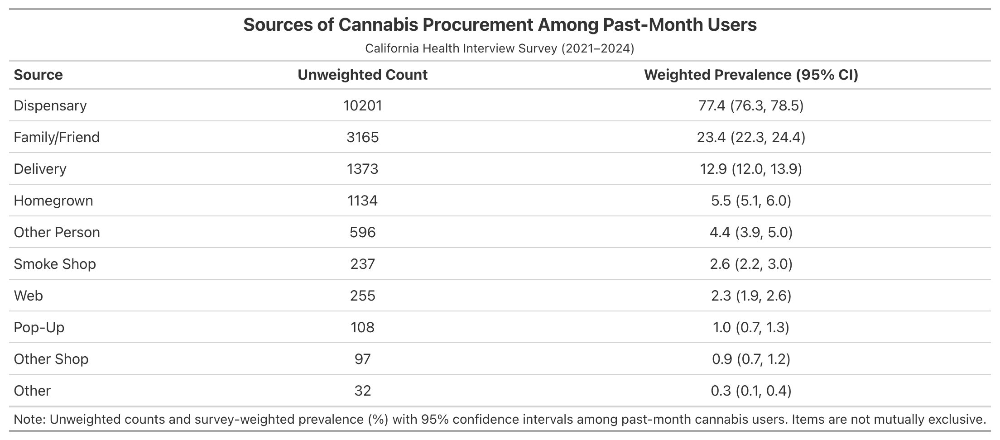 Sources of Cannabis Procurement Among Past-Month Users
California Health Interview Survey (2021–2024)
Source Unweighted Count Weighted Prevalence (95% CI)
Dispensary 10201 77.4 (76.3, 78.5)
Family/Friend 3165 23.4 (22.3, 24.4)
Delivery 1373 12.9 (12.0, 13.9)
Homegrown 1134 5.5 (5.1, 6.0)
Other Person 596 4.4 (3.9, 5.0)
Smoke Shop 237 2.6 (2.2, 3.0)
Web 255 2.3 (1.9, 2.6)
Pop-Up 108 1.0 (0.7, 1.3)
Other Shop 97 0.9 (0.7, 1.2)
Other 32 0.3 (0.1, 0.4)
Note: Unweighted counts and survey-weighted prevalence (%) with 95% confidence intervals among past-month cannabis users. Items are not mutually exclusive.